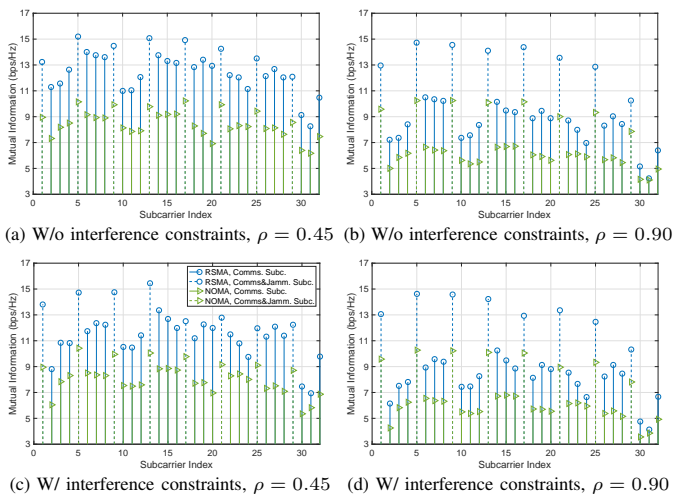 17
15
13
11
9
7
5
3
Mutual Information (bps/Hz)
0 5 10 15 20 25 30
Subcarrier Index
(a) W/o interference constraints, ρ = 0.45
17
15
13
11
9
7
5
3
Mutual Information (bps/Hz)
0 5 10 15 20 25 30
Subcarrier Index
(b) W/o interference constraints, ρ = 0.90
17
15
13
11
9
7
5
3
Mutual Information (bps/Hz)
RSMA, Comms. Subc.
RSMA, Comms&Jamm. Subc.
NOMA, Comms. Subc.
NOMA, Comms&Jamm. Subc.
0 5 10 15 20 25 30
Subcarrier Index
(c) W/ interference constraints, ρ = 0.45
17
15
13
11
9
7
5
3
Mutual Information (bps/Hz)
0 5 10 15 20 25 30
Subcarrier Index
(d) W/ interference constraints, ρ = 0.90